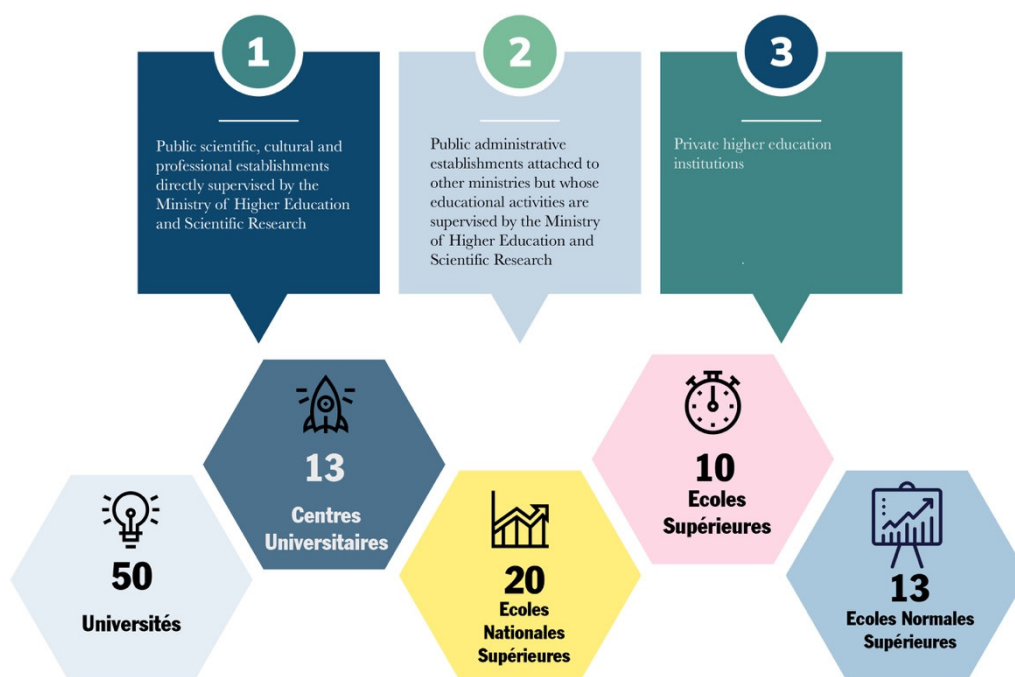 1
Public scientific, cultural and
professional establishments
directly supervised by the
Ministry of Higher Education
and Scientific Research
2
Public administrative
establishments attached to
other ministries but whose
educational activities are
supervised by the Ministry
of Higher Education and
Scientific Research
3
Private higher education
institutions
.
50
Universités
13
Centres
Universitaires
20
Ecoles
Nationales
Supérieures
10
Ecoles
Supérieures
13
Ecoles Normales
Supérieures